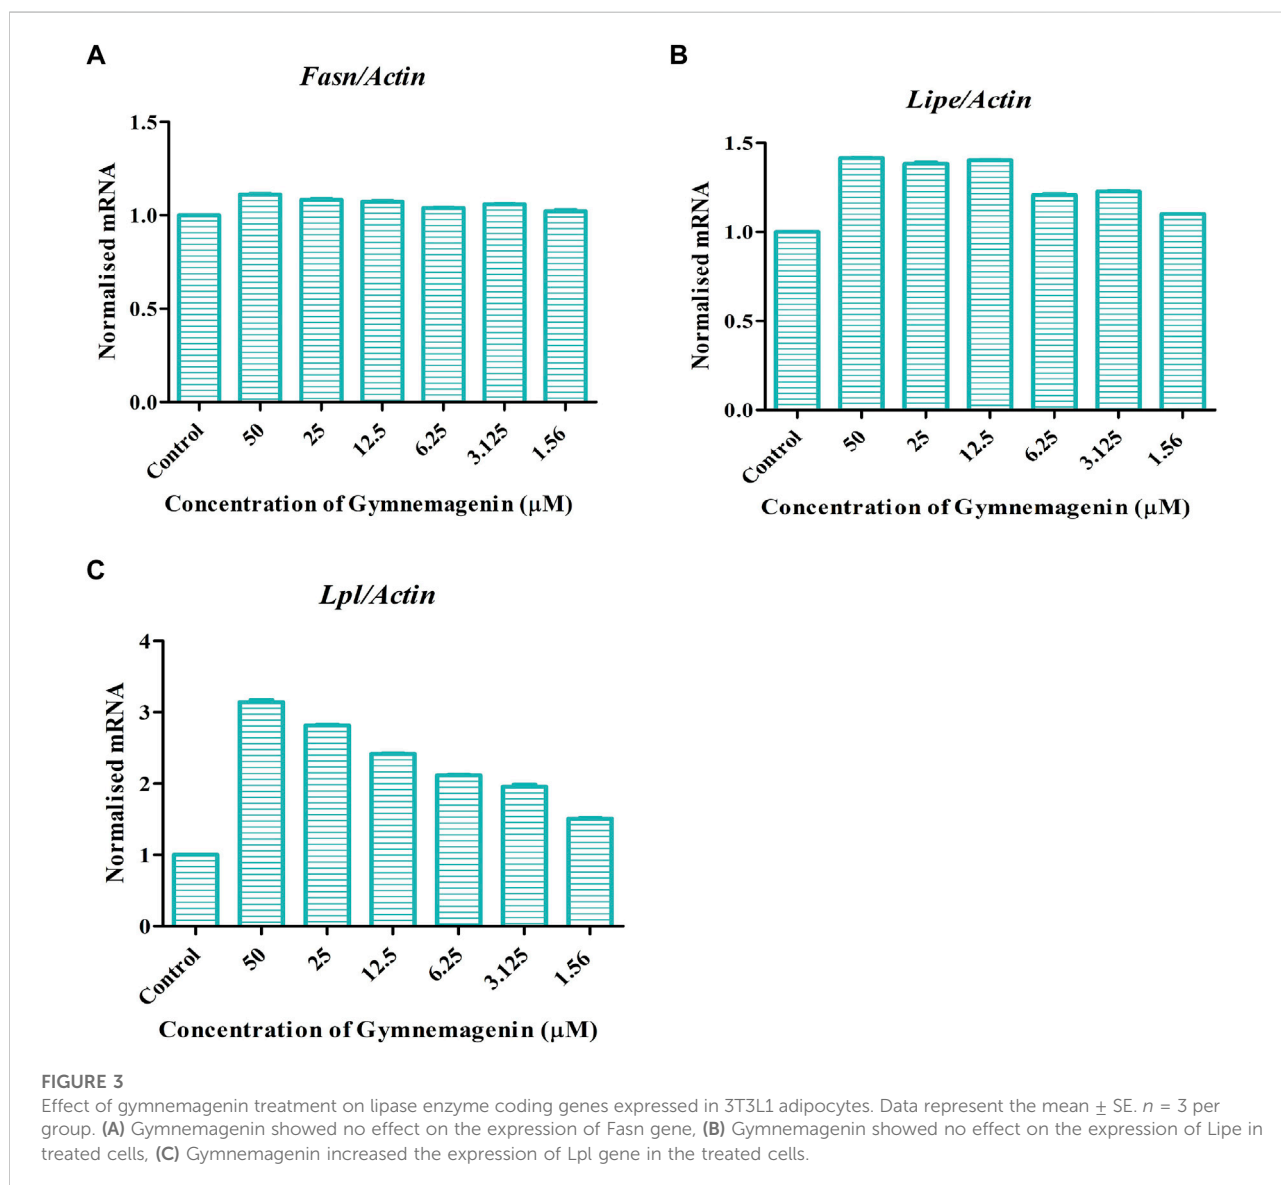 A
Fasn/Actin
Normalised mRNA
1.5
1.0
0.5
0.0
Control
50
25
12.5
6.25
3.125
1.56
Concentration of Gymnemagenin (μM)
B
Lipe/Actin
Normalised mRNA
1.5
1.0
0.5
0.0
Control
50
25
12.5
6.25
3.125
1.56
Concentration of Gymnemagenin (μM)
C
Lpl/Actin
Normalised mRNA
4
3
2
1
0
Control
50
25
12.5
6.25
3.125
1.56
Concentration of Gymnemagenin (μM)
FIGURE 3
Effect of gymnemagenin treatment on lipase enzyme coding genes expressed in 3T3L1 adipocytes. Data represent the mean ± SE. n = 3 per
group. (A) Gymnemagenin showed no effect on the expression of Fasn gene, (B) Gymnemagenin showed no effect on the expression of Lipe in
treated cells, (C) Gymnemagenin increased the expression of Lpl gene in the treated cells.